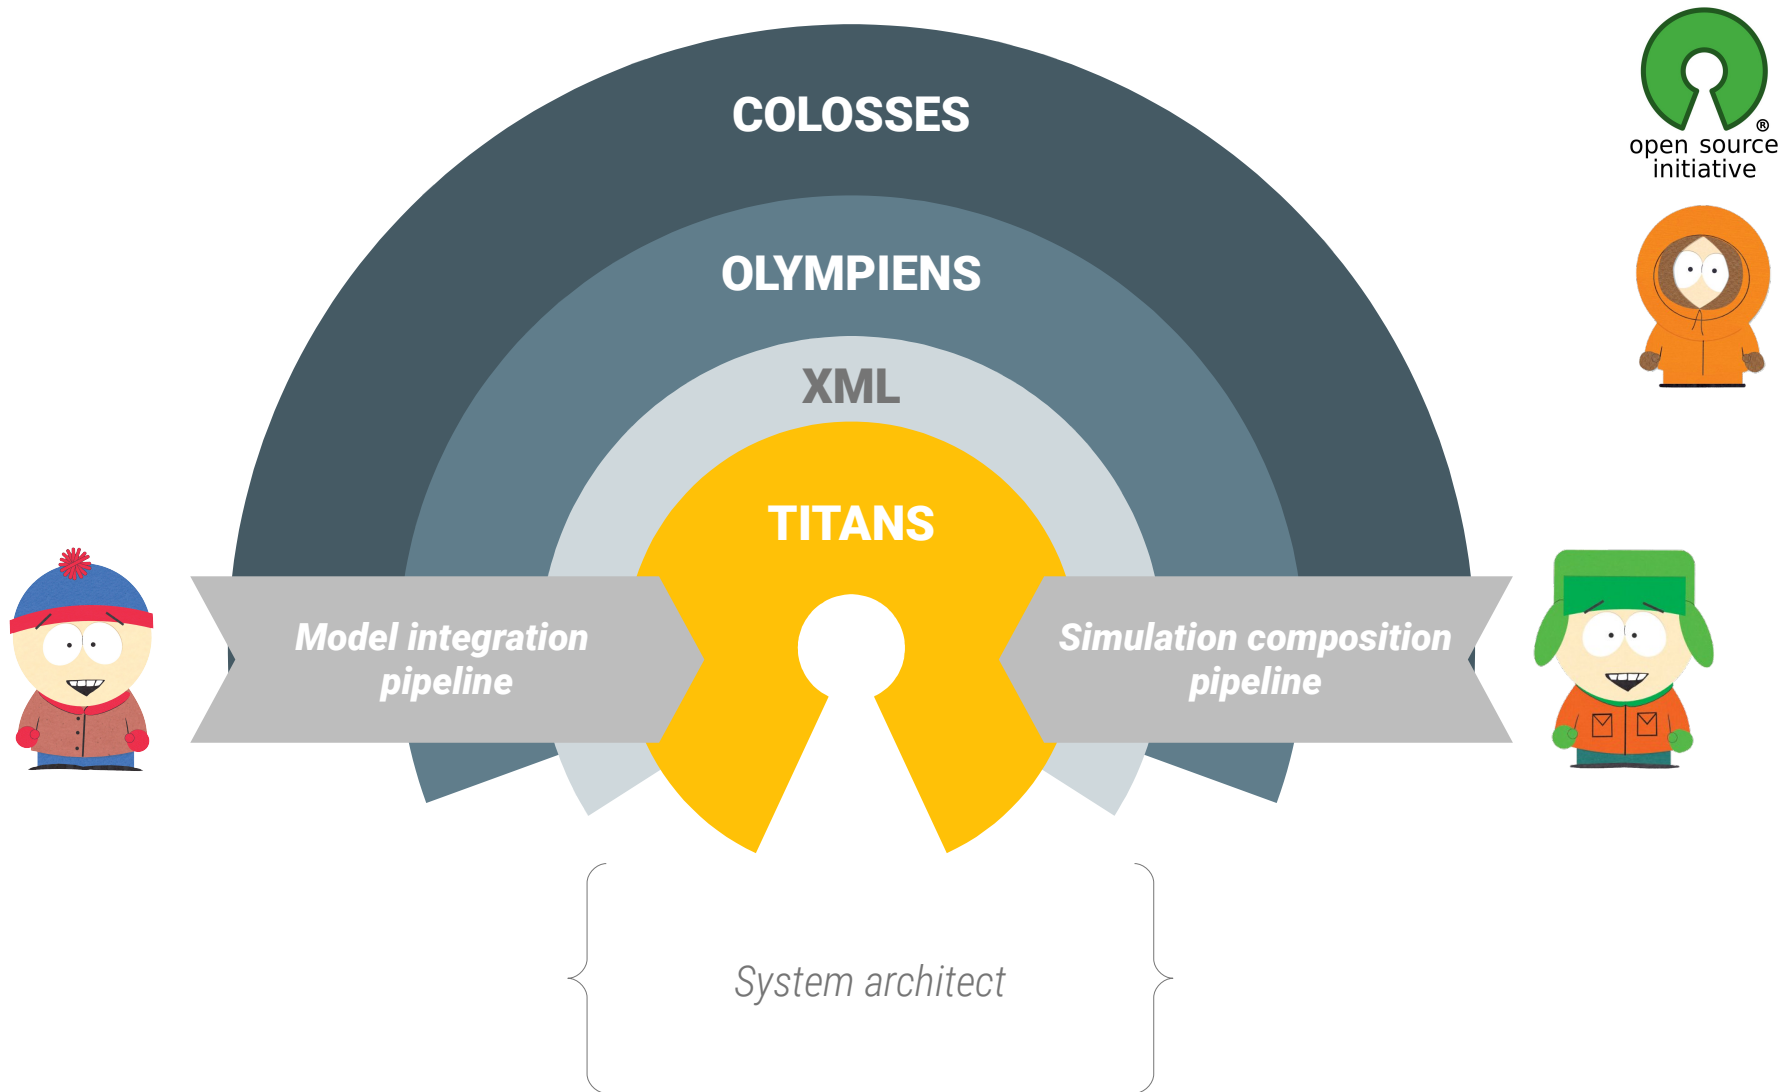 COLOSSES
OLYMPIENS
XML
TITANS
Model integration
pipeline
Simulation composition
pipeline
System architect
®
open source
initiative